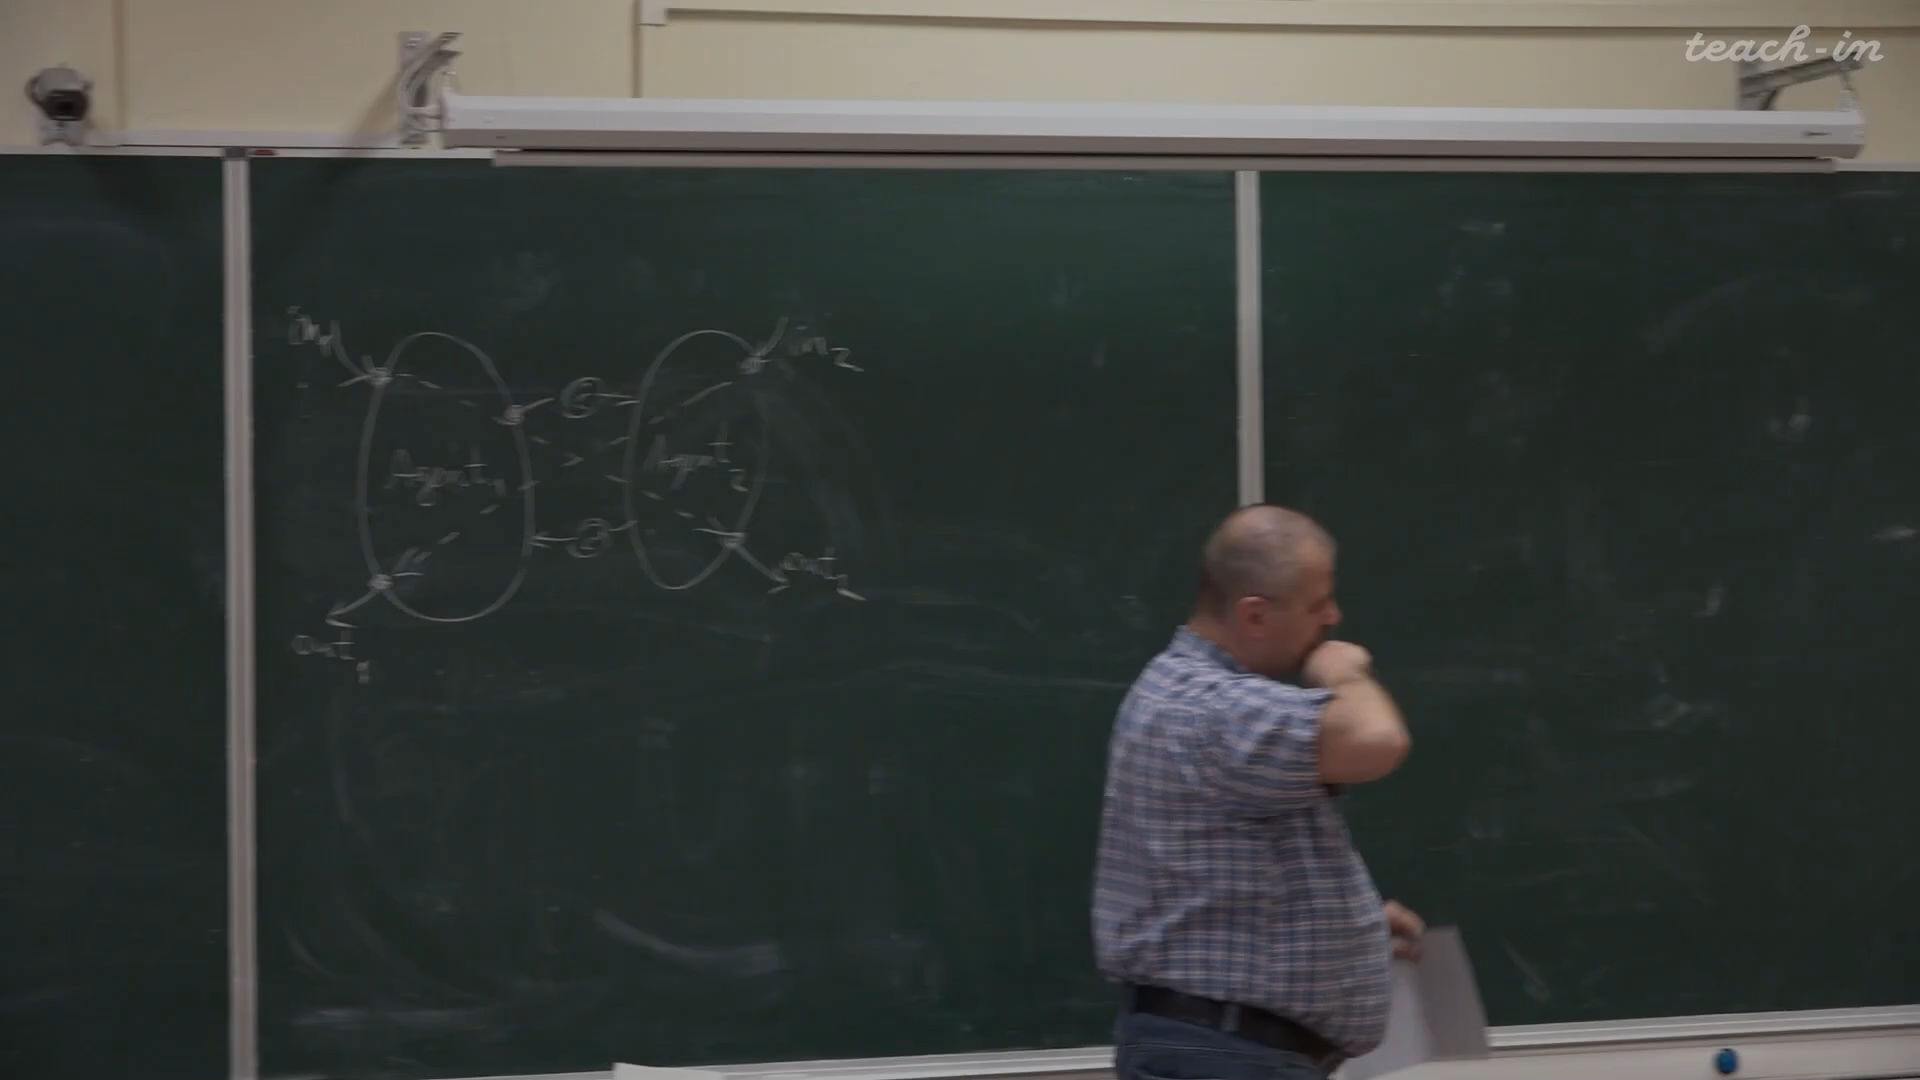 teach-in
in₁
in₂
Agent₁
Agent₂
out₁
out₂